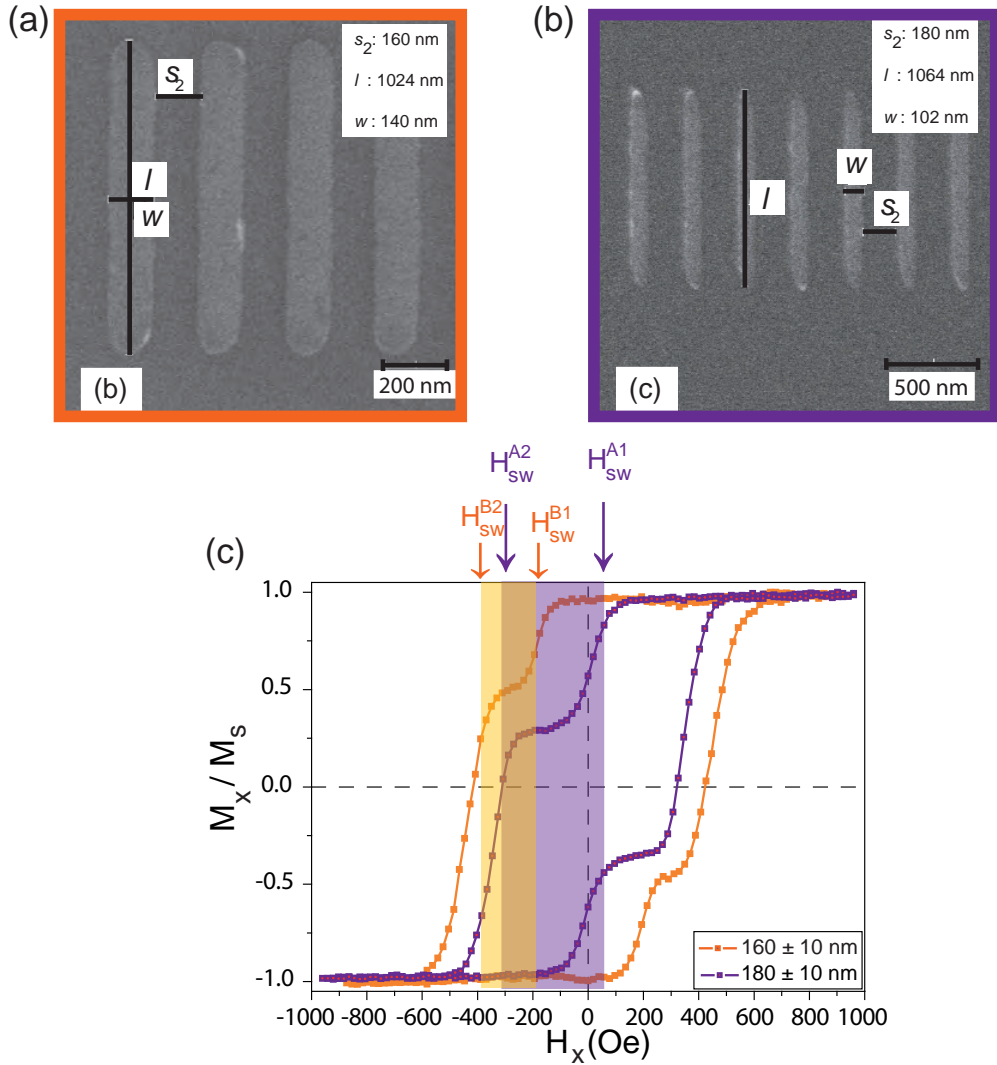 (a)
s2: 160 nm
l : 1024 nm
w : 140 nm
s2
l
w
(b)
200 nm
(b)
s2: 180 nm
l : 1064 nm
w : 102 nm
w
l
s2
(c)
500 nm
(c)
HswA2
HswA1
HswB2
HswB1
1.0
0.5
0.0
-0.5
-1.0
Mx / Ms
160 ± 10 nm
180 ± 10 nm
-1000 -800 -600 -400 -200 0 200 400 600 800 1000
Hx(Oe)